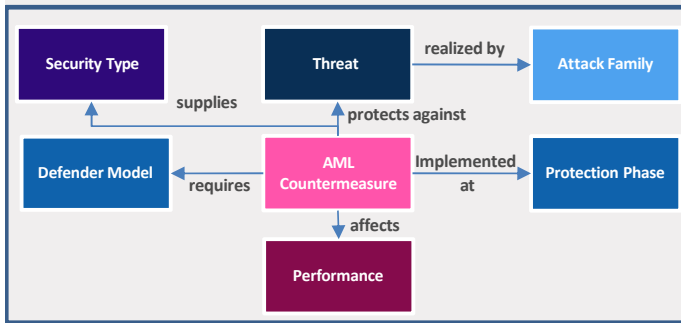 Security Type
Threat
realized by
Attack Family
supplies
protects against
Defender Model
requires
AML
Countermeasure
Implemented
at
Protection Phase
affects
Performance